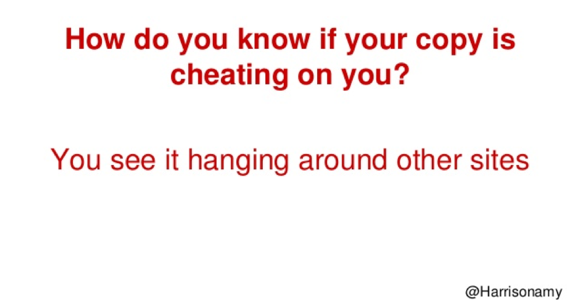 How do you know if your copy is
cheating on you?
You see it hanging around other sites
@Harrisonamy